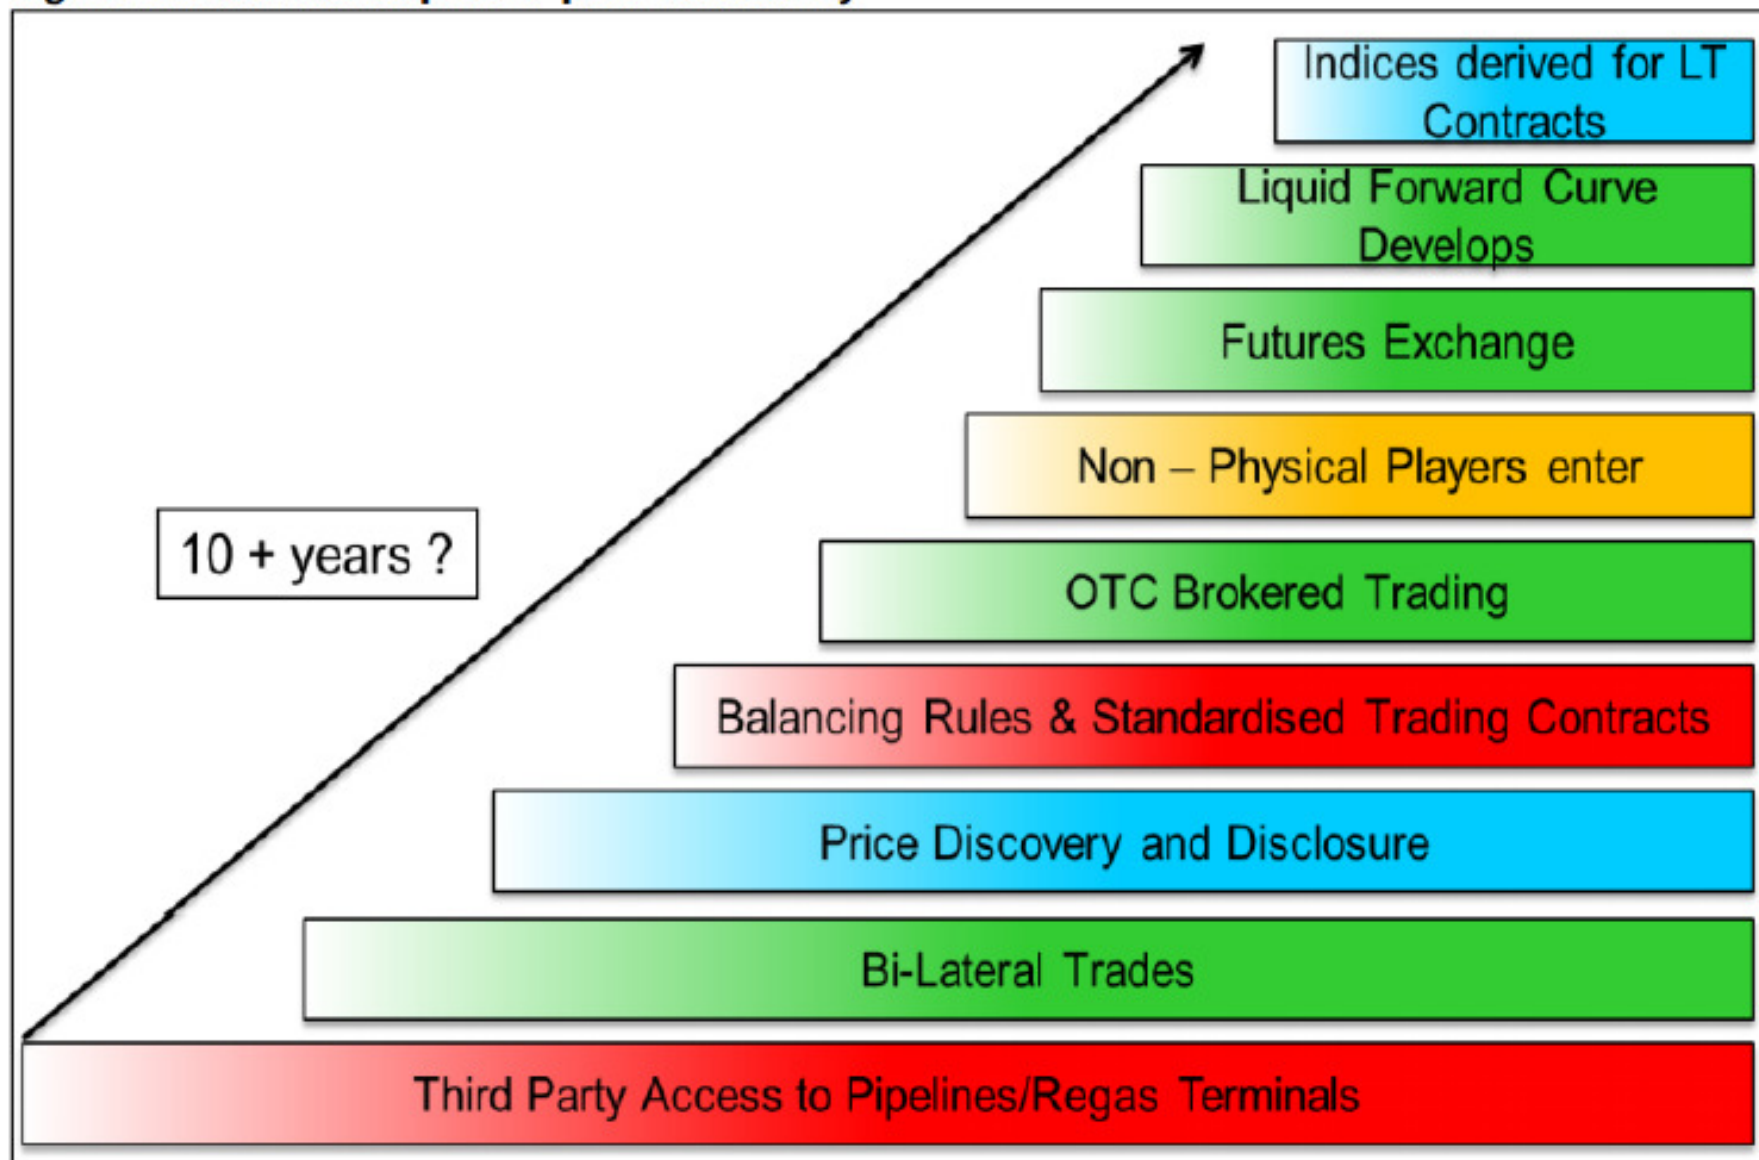 Indices derived for LT
Contracts
Liquid Forward Curve
Develops
Futures Exchange
Non – Physical Players enter
10 + years ?
OTC Brokered Trading
Balancing Rules & Standardised Trading Contracts
Price Discovery and Disclosure
Bi-Lateral Trades
Third Party Access to Pipelines/Regas Terminals